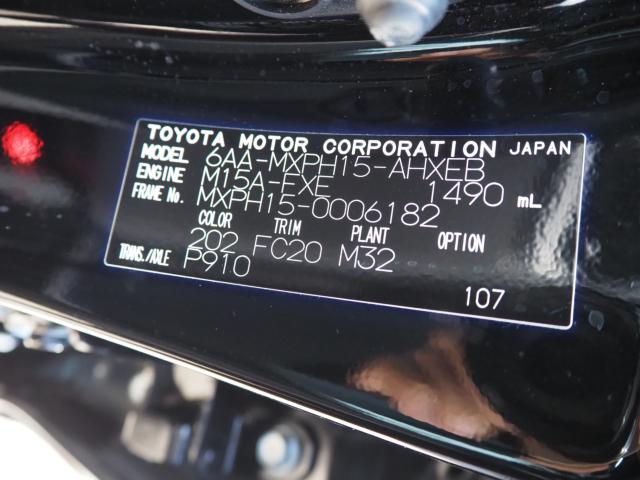 TOYOTA MOTOR CORPORATION JAPAN
MODEL 6AA-MXPH15-AHXEB
ENGINE M15A-FXE 1490 mL
FRAME No. MXPH15-0006182
COLOR TRIM PLANT OPTION
202 FC20 M32
TRANS./AXLE P910
107